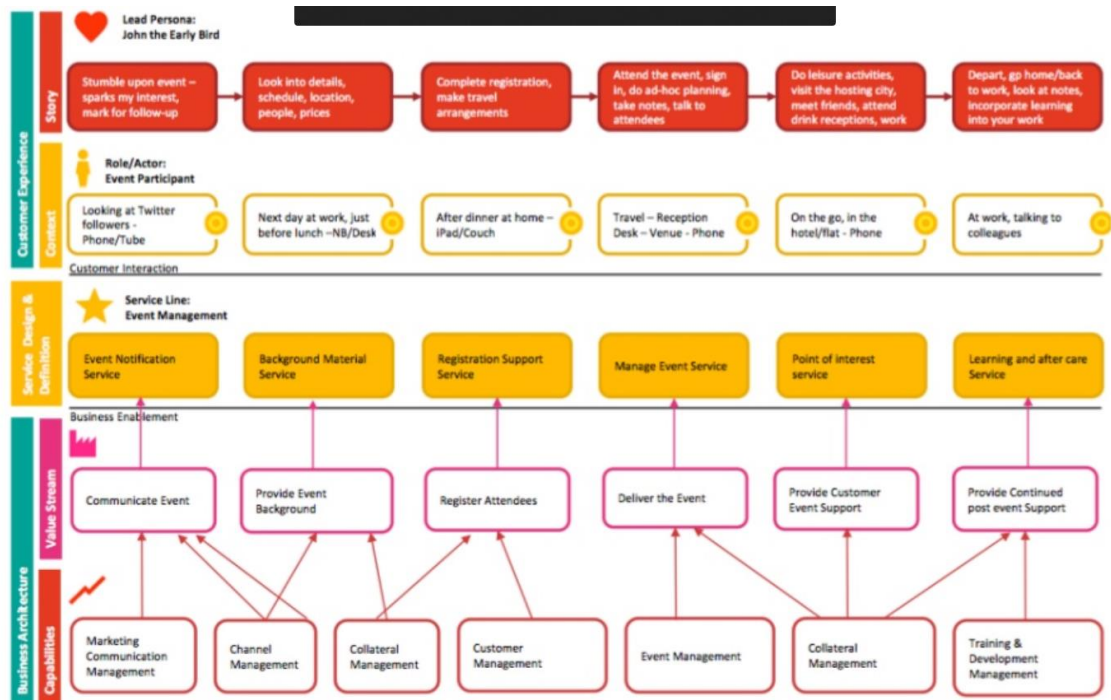 Lead Persona:
John the Early Bird
Customer Experience
Story
Stumble upon event –
sparks my interest,
mark for follow-up
Look into details,
schedule, location,
people, prices
Complete registration,
make travel
arrangements
Attend the event, sign
in, do ad-hoc planning,
take notes, talk to
attendees
Do leisure activities,
visit the hosting city,
meet friends, attend
drink receptions, work
Depart, gp home/back
to work, look at notes,
incorporate learning
into your work
Context
Role/Actor:
Event Participant
Looking at Twitter
followers -
Phone/Tube
Next day at work, just
before lunch –NB/Desk
After dinner at home –
iPad/Couch
Travel – Reception
Desk – Venue - Phone
On the go, in the
hotel/flat - Phone
At work, talking to
colleagues
Customer Interaction
Service Design &
Definition
Service Line:
Event Management
Event Notification
Service
Background Material
Service
Registration Support
Service
Manage Event Service
Point of interest
service
Learning and after care
Service
Business Enablement
Business Architecture
Value Stream
Communicate Event
Provide Event
Background
Register Attendees
Deliver the Event
Provide Customer
Event Support
Provide Continued
post event Support
Capabilities
Marketing
Communication
Management
Channel
Management
Collateral
Management
Customer
Management
Event Management
Collateral
Management
Training &
Development
Management